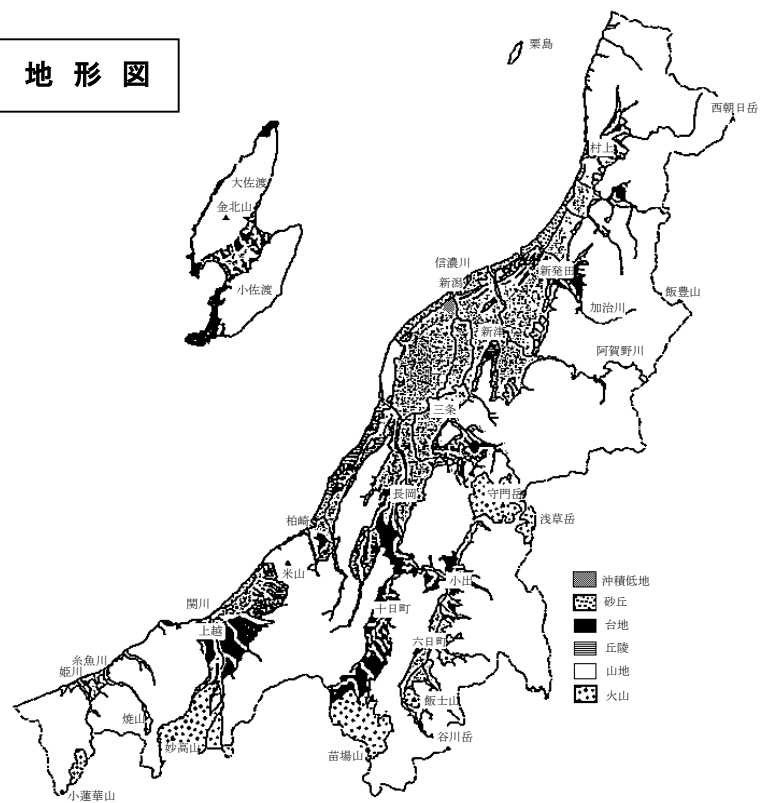 地形図
粟島
西朝日岳
村上
大佐渡
金北山
信濃川
新潟
新発田
小佐渡
飯豊山
加治川
新津
阿賀野川
三条
長岡
守門岳
浅草岳
柏崎
米山
小出
関川
十日町
上越
六日町
糸魚川
姫川
飯士山
焼山
妙高山
谷川岳
苗場山
小蓮華山
沖積低地
砂丘
台地
丘陵
山地
火山